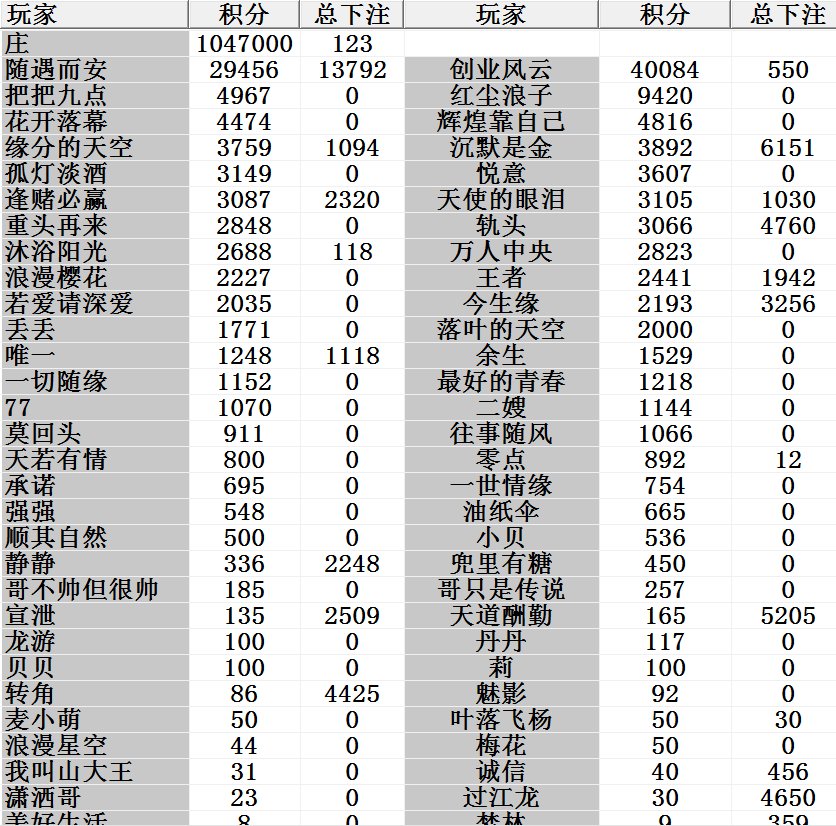 玩家 积分 总下注 玩家 积分 总下注
庄 1047000 123
随遇而安 29456 13792 创业风云 40084 550
把把九点 4967 0 红尘浪子 9420 0
花开落幕 4474 0 辉煌靠自己 4816 0
缘分的天空 3759 1094 沉默是金 3892 6151
孤灯淡酒 3149 0 悦意 3607 0
逢赌必赢 3087 2320 天使的眼泪 3105 1030
重头再来 2848 0 轨头 3066 4760
沐浴阳光 2688 118 万人中央 2823 0
浪漫樱花 2227 0 王者 2441 1942
若爱请深爱 2035 0 今生缘 2193 3256
丢丢 1771 0 落叶的天空 2000 0
唯一 1248 1118 余生 1529 0
一切随缘 1152 0 最好的青春 1218 0
77 1070 0 二嫂 1144 0
莫回头 911 0 往事随风 1066 0
天若有情 800 0 零点 892 12
承诺 695 0 一世情缘 754 0
强强 548 0 油纸伞 665 0
顺其自然 500 0 小贝 536 0
静静 336 2248 兜里有糖 450 0
哥不帅但很帅 185 0 哥只是传说 257 0
宣泄 135 2509 天道酬勤 165 5205
龙游 100 0 丹丹 117 0
贝贝 100 0 莉 100 0
转角 86 4425 魅影 92 0
麦小萌 50 0 叶落飞杨 50 30
浪漫星空 44 0 梅花 50 0
我叫山大王 31 0 诚信 40 456
潇洒哥 23 0 过江龙 30 4650
美好生活 8 0 梦林 9 359